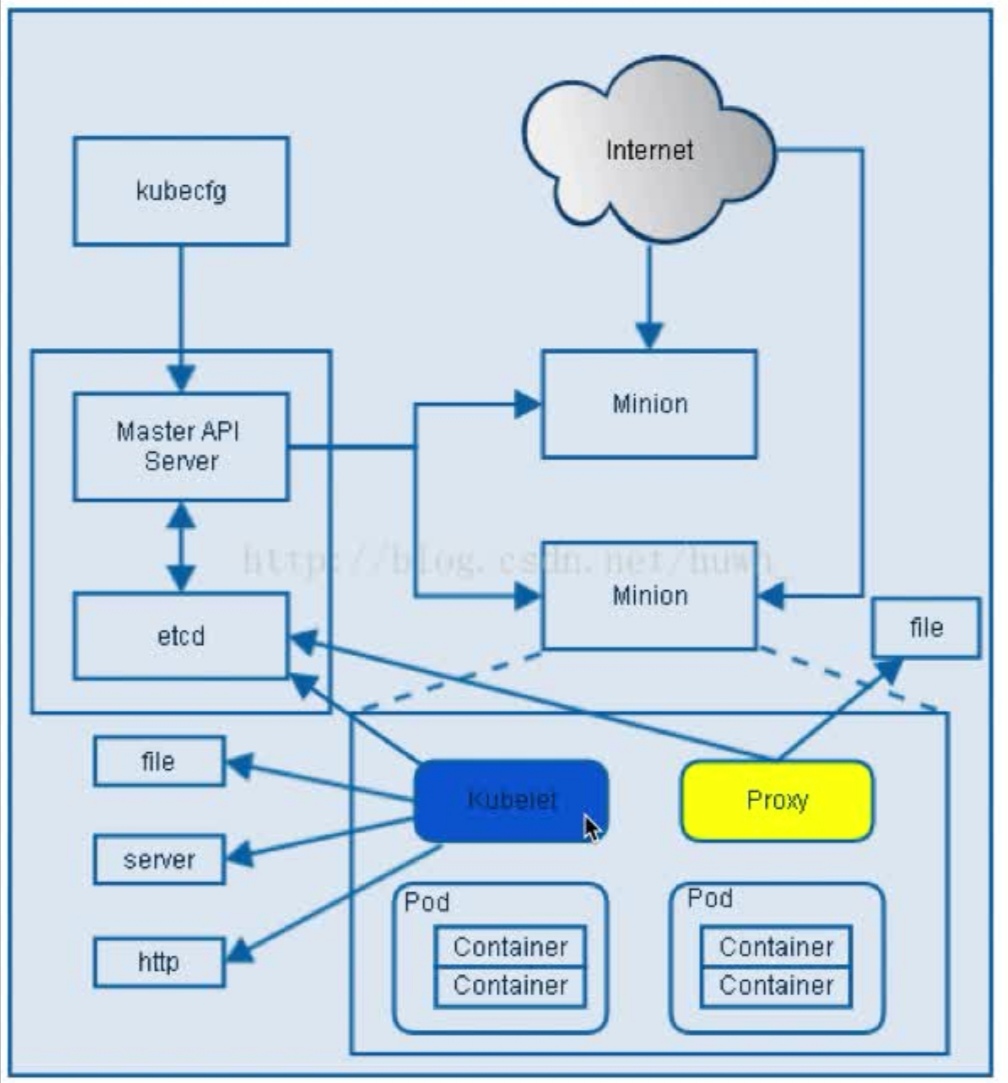 Internet
kubecfg
Master API
Server
Minion
http://blog.csdn.net/huwh_
Minion
etcd
file
file
Kubelet
Proxy
server
Pod
Pod
Container
Container
Container
Container
http